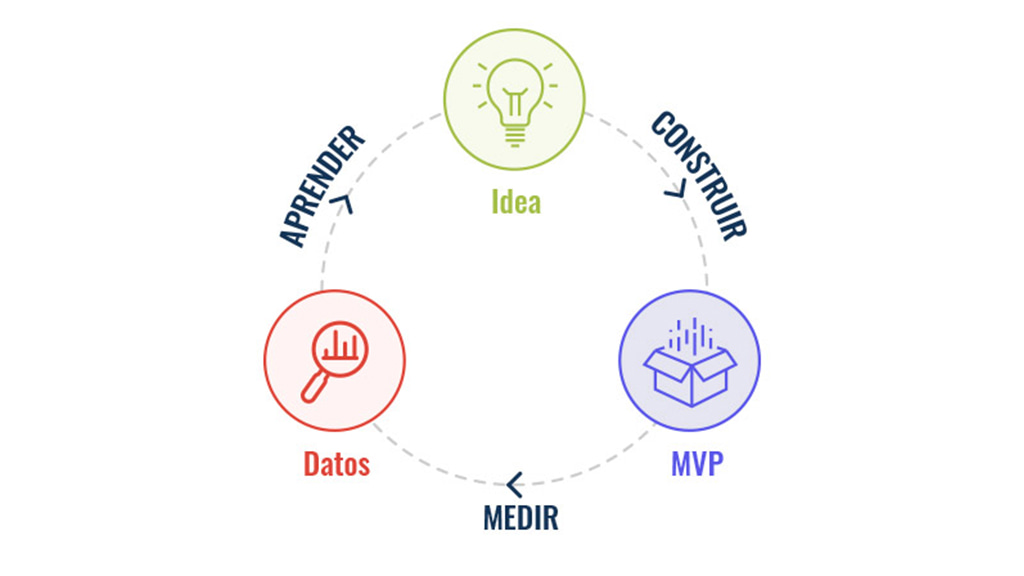 Idea
CONSTRUIR
MVP
MEDIR
Datos
APRENDER